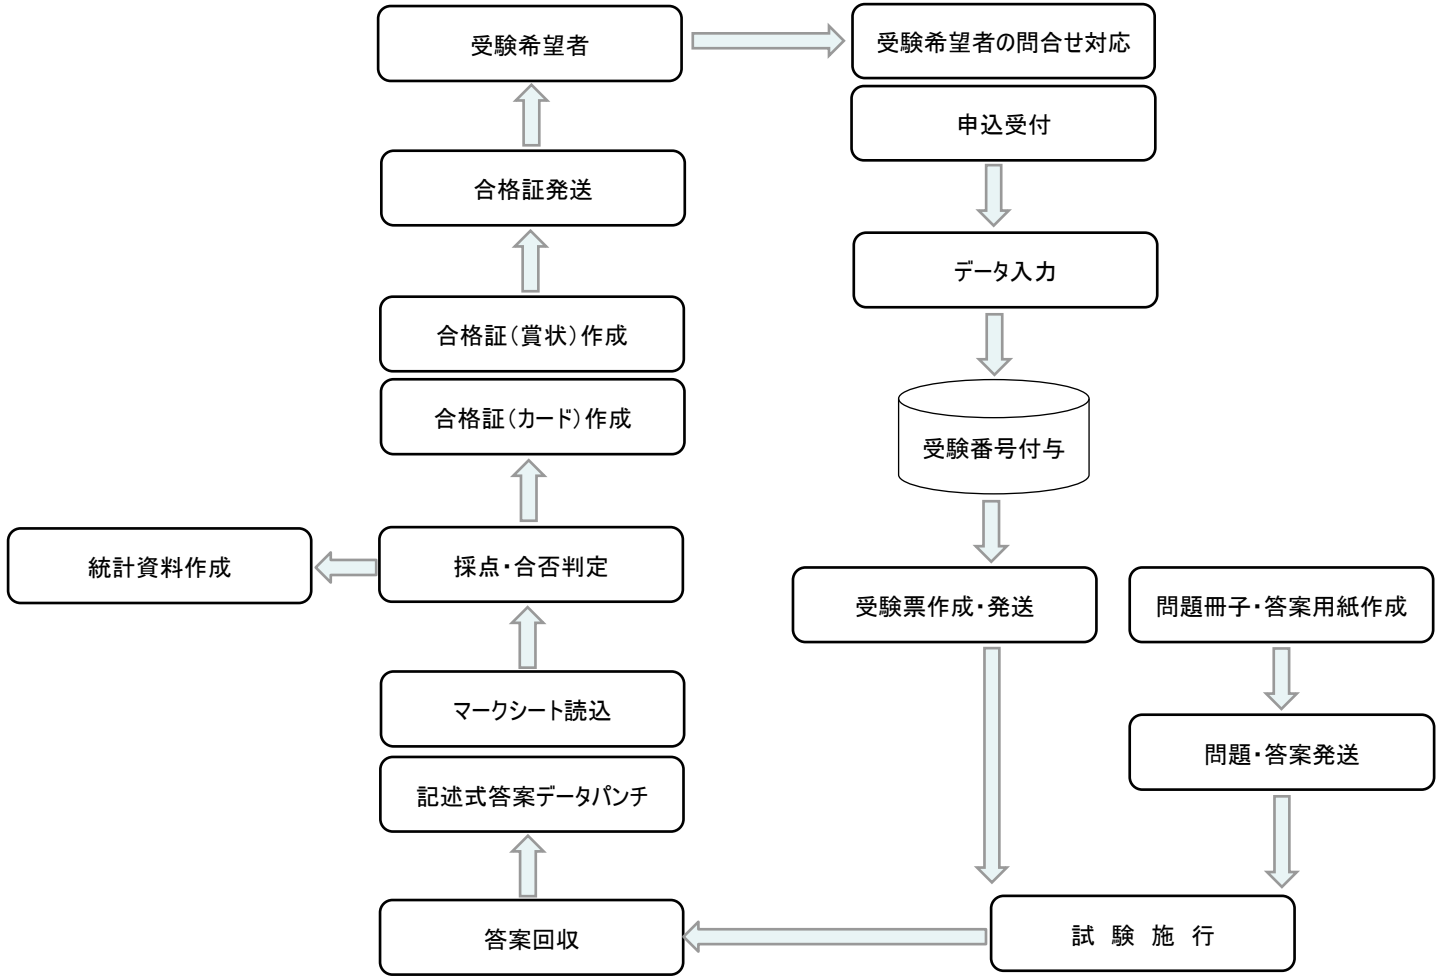 受験希望者
受験希望者の問合せ対応
申込受付
データ入力
受験番号付与
受験票作成・発送
問題冊子・答案用紙作成
問題・答案発送
試　験　施　行
答案回収
記述式答案データパンチ
マークシート読込
採点・合否判定
統計資料作成
合格証（カード）作成
合格証（賞状）作成
合格証発送